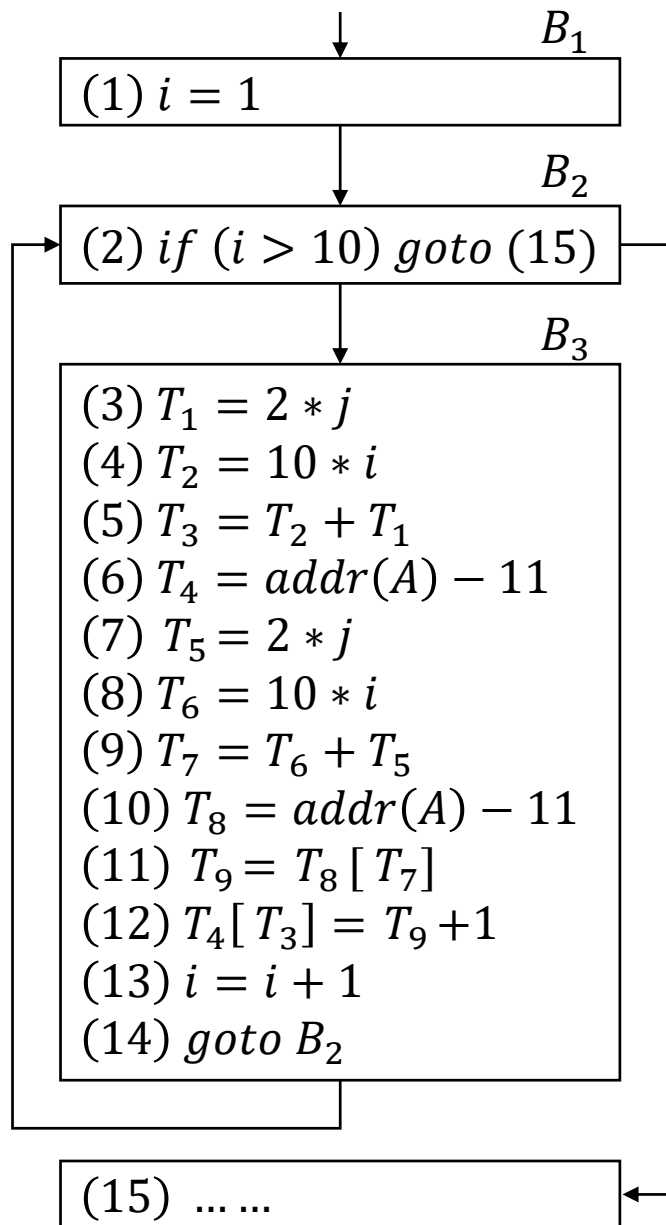 B₁
(1) i = 1
B₂
(2) if (i > 10) goto (15)
B₃
(3) T₁ = 2 * j
(4) T₂ = 10 * i
(5) T₃ = T₂ + T₁
(6) T₄ = addr(A) − 11
(7) T₅ = 2 * j
(8) T₆ = 10 * i
(9) T₇ = T₆ + T₅
(10) T₈ = addr(A) − 11
(11) T₉ = T₈ [ T₇]
(12) T₄[ T₃] = T₉ +1
(13) i = i + 1
(14) goto B₂
(15) ... ...